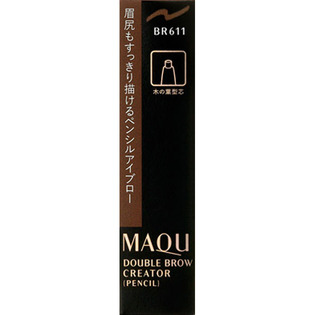 眉尻もすっきり描けるペンシルアイブロー
BR611
木の葉型芯
MAQU
DOUBLE BROW
CREATOR
(PENCIL)